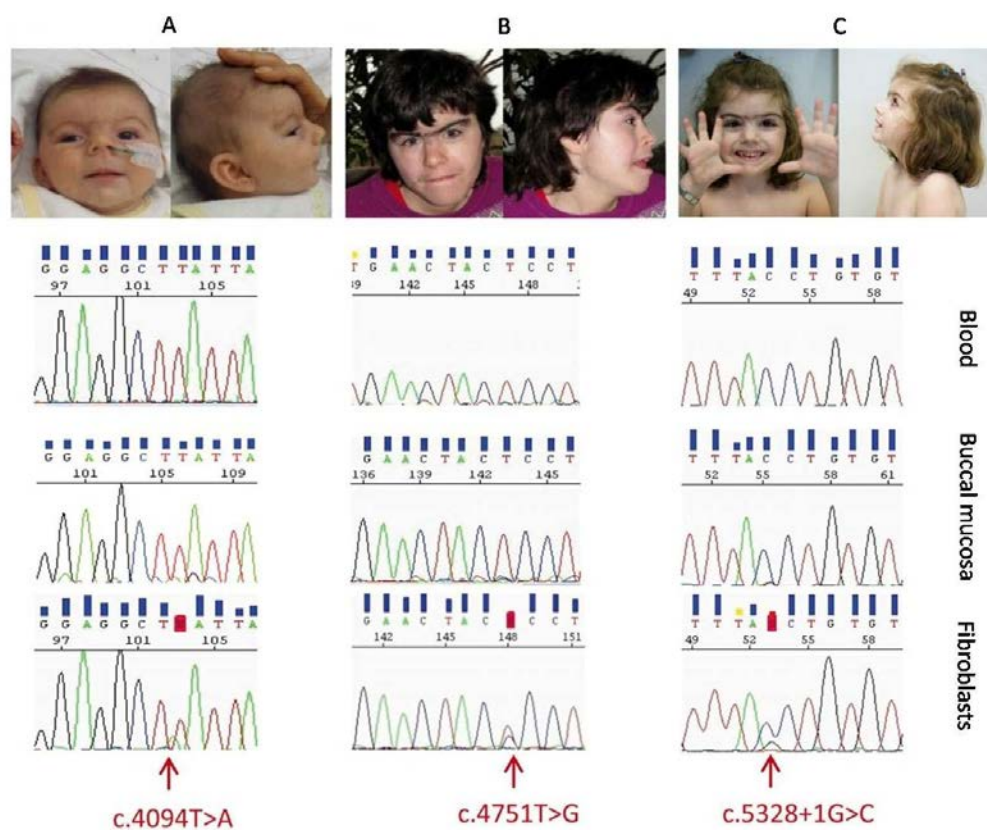 A B C
G G A G G C T T A T T A
97 101 105
T G A A C T A C T C C T
39 142 145 148
T T T A C C T G T G T
49 52 55 58
Blood
G G A G G C T T A T T A
101 105 109
G A A C T A C T C C T
136 139 142 145
T T T A C C T G T G T
52 55 58 61
Buccal mucosa
G G A G G C T A T T A
97 101 105
G A A C T A C C C T
142 145 148 151
T T T A C T G T G T
49 52 55 58
Fibroblasts
c.4094T>A
c.4751T>G
c.5328+1G>C